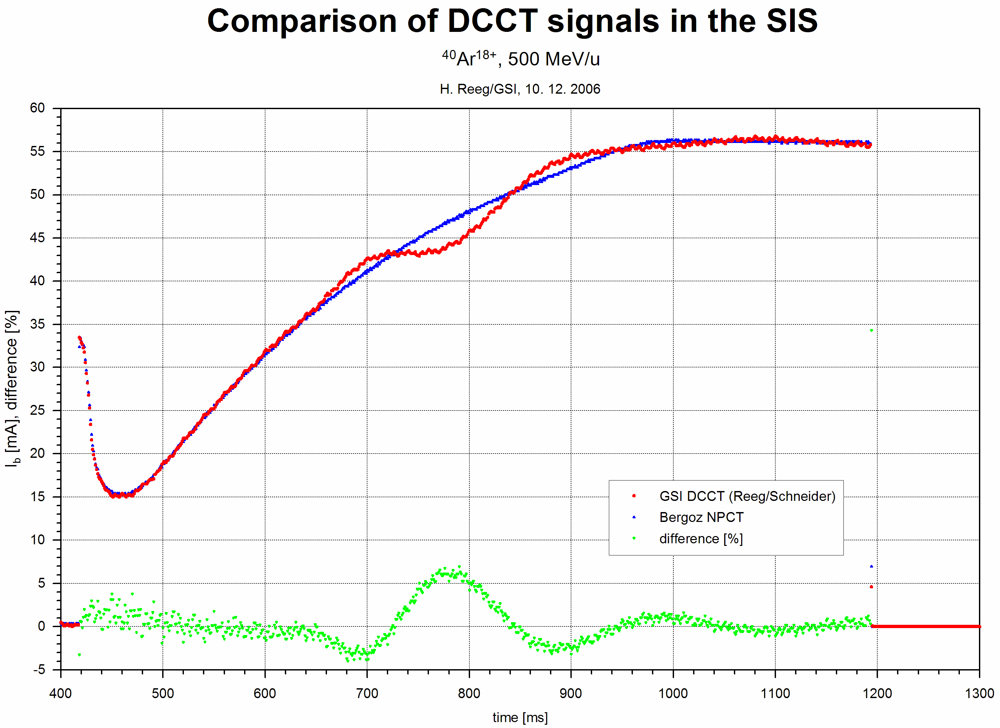 Comparison of DCCT signals in the SIS
⁴⁰Ar¹⁸⁺, 500 MeV/u
H. Reeg/GSI, 10. 12. 2006
60
55
50
45
40
35
30
25
20
15
10
5
0
-5
I_b [mA], difference [%]
GSI DCCT (Reeg/Schneider)
Bergoz NPCT
difference [%]
400 500 600 700 800 900 1000 1100 1200 1300
time [ms]